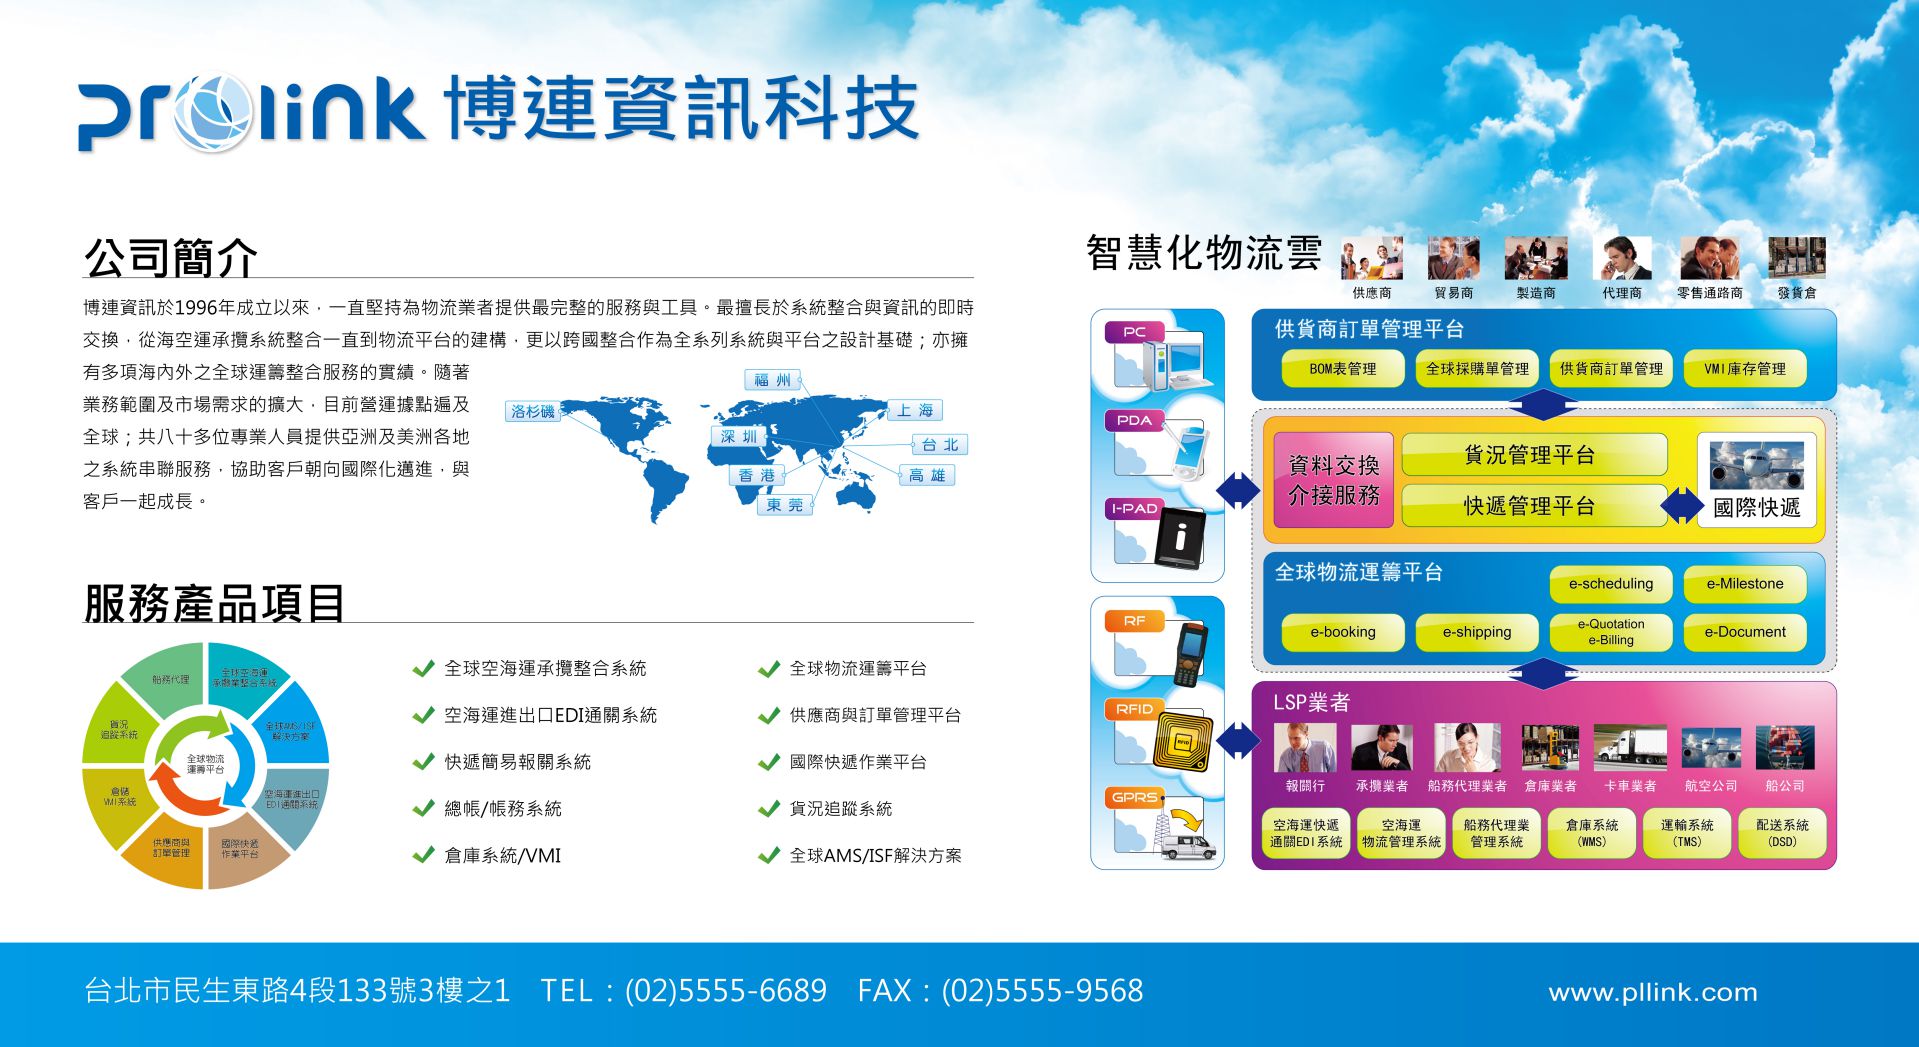 prolink 博連資訊科技
公司簡介
博連資訊於1996年成立以來，一直堅持為物流業者提供最完整的服務與工具。最擅長於系統整合與資訊的即時
交換，從海空運承攬系統整合一直到物流平台的建構，更以跨國整合作為全系列系統與平台之設計基礎；亦擁
有多項海內外之全球運籌整合服務的實績。隨著
業務範圍及市場需求的擴大，目前營運據點遍及
全球；共八十多位專業人員提供亞洲及美洲各地
之系統串聯服務，協助客戶朝向國際化邁進，與
客戶一起成長。
福州
洛杉磯
上海
深圳
台北
香港
高雄
東莞
服務產品項目
船務代理
全球空海運
承攬業整合系統
貨況
追蹤系統
全球AMS/ISF
解決方案
全球物流
運籌平台
倉儲
VMI系統
空海運進出口
EDI通關系統
供應商與
訂單管理
國際快遞
作業平台
全球空海運承攬整合系統
空海運進出口EDI通關系統
快遞簡易報關系統
總帳/帳務系統
倉庫系統/VMI
全球物流運籌平台
供應商與訂單管理平台
國際快遞作業平台
貨況追蹤系統
全球AMS/ISF解決方案
智慧化物流雲
供應商
貿易商
製造商
代理商
零售通路商
發貨倉
PC
PDA
I-PAD
RF
RFID
RFID
GPRS
供貨商訂單管理平台
BOM表管理
全球採購單管理
供貨商訂單管理
VMI庫存管理
資料交換
介接服務
貨況管理平台
快遞管理平台
國際快遞
全球物流運籌平台
e-scheduling
e-Milestone
e-booking
e-shipping
e-Quotation
e-Billing
e-Document
LSP業者
報關行
承攬業者
船務代理業者
倉庫業者
卡車業者
航空公司
船公司
空海運快遞
通關EDI系統
空海運
物流管理系統
船務代理業
管理系統
倉庫系統
(WMS)
運輸系統
(TMS)
配送系統
(DSD)
台北市民生東路4段133號3樓之1 TEL：(02)5555-6689 FAX：(02)5555-9568
www.pllink.com